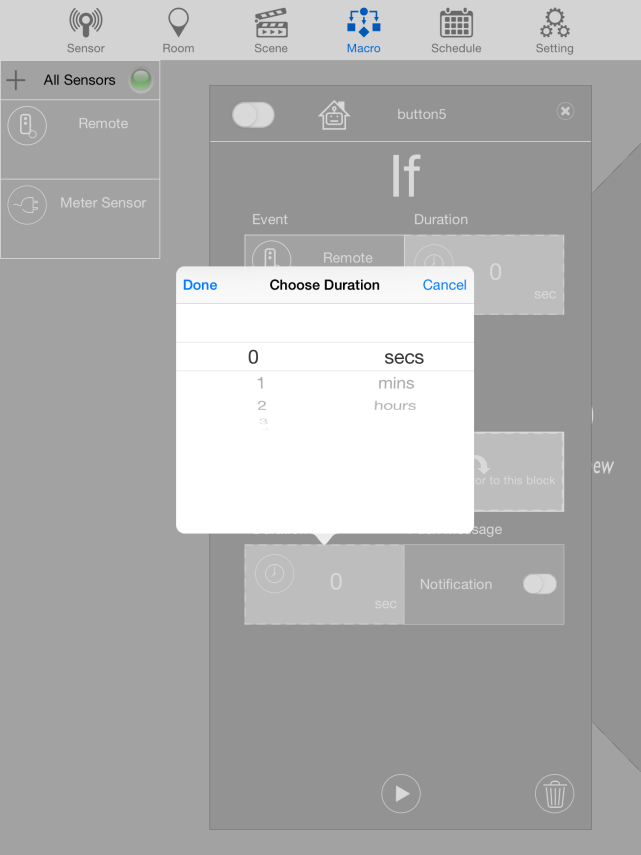 Sensor
Room
Scene
Macro
Schedule
Setting
All Sensors
Remote
Meter Sensor
button5
If
Event
Duration
Remote
0
sec
Done
Choose Duration
Cancel
0 secs
1 mins
2 hours
3
or to this block
ew
sage
0
sec
Notification